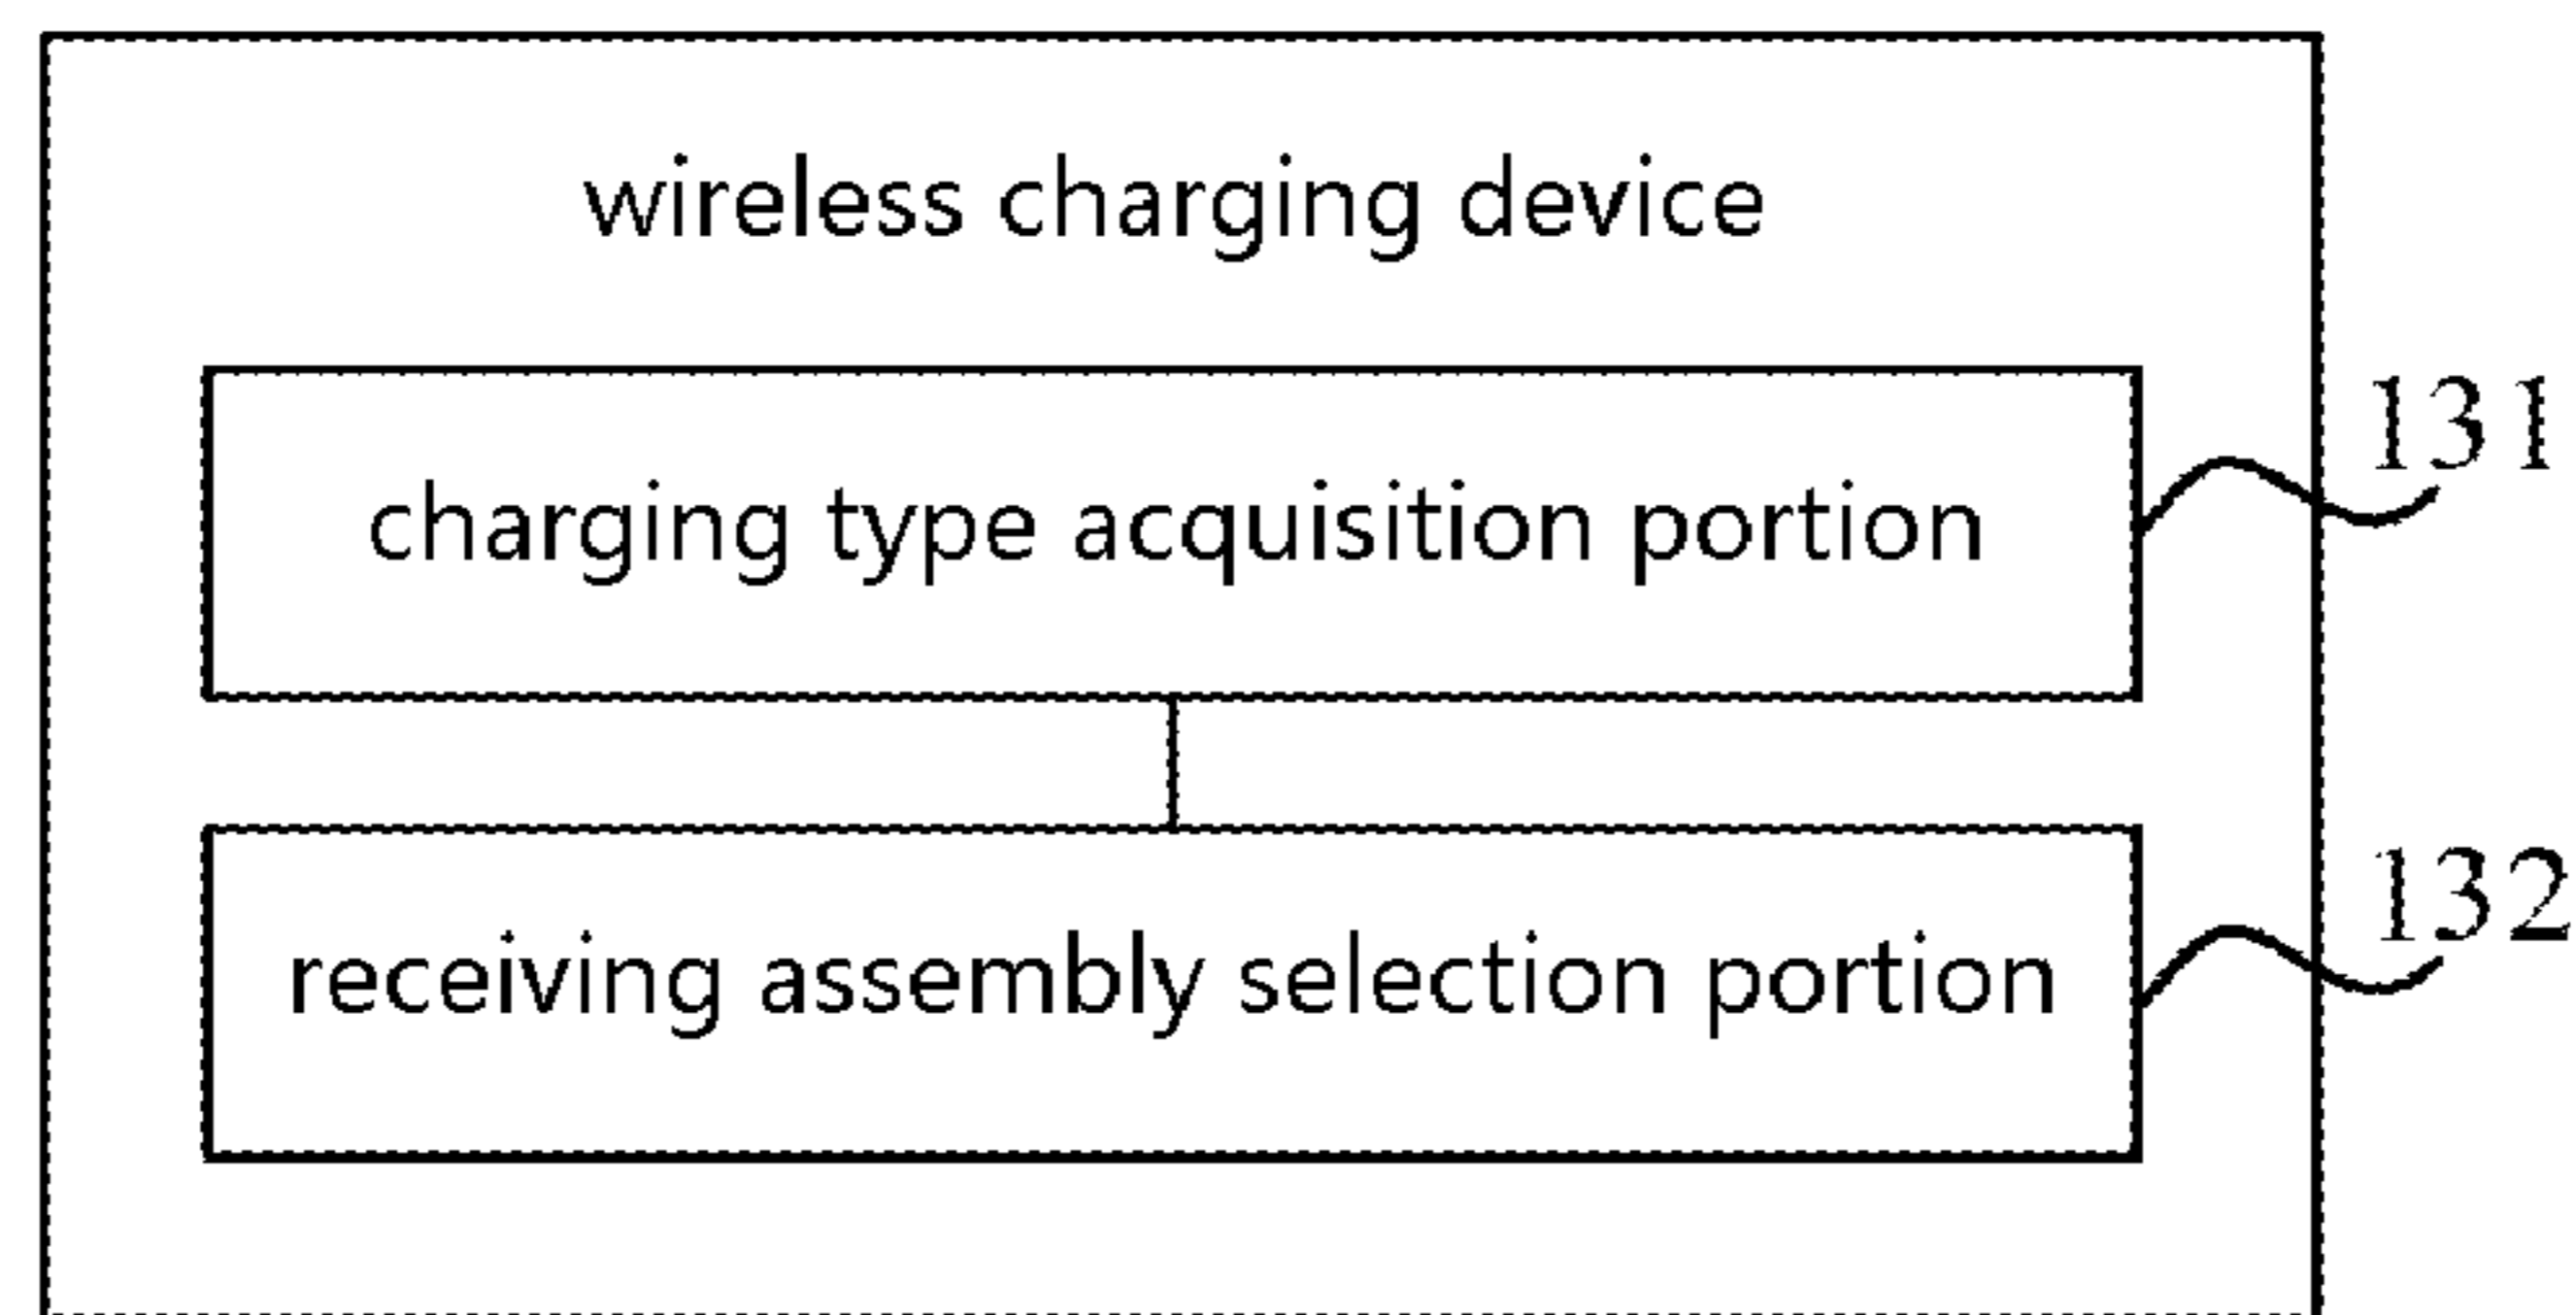 wireless charging device
charging type acquisition portion
131
receiving assembly selection portion
132